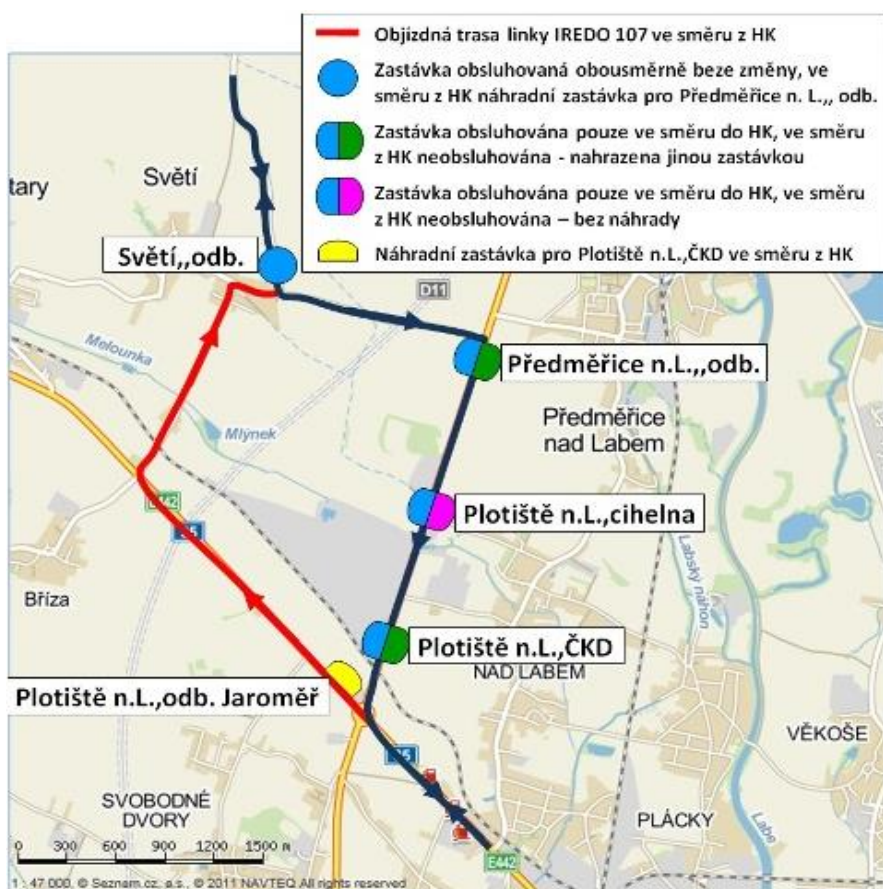 Objízdná trasa linky IREDO 107 ve směru z HK
Zastávka obsluhovaná obousměrně beze změny, ve
směru z HK náhradní zastávka pro Předměřice n. L.,, odb.
Zastávka obsluhována pouze ve směru do HK, ve směru
z HK neobsluhována - nahrazena jinou zastávkou
Zastávka obsluhována pouze ve směru do HK, ve směru
z HK neobsluhována – bez náhrady
Náhradní zastávka pro Plotiště n.L.,ČKD ve směru z HK
tary
Světí
Světí,,odb.
D11
Melounka
Předměřice n.L.,,odb.
Předměřice
nad Labem
Mlýnek
E442
Plotiště n.L.,cihelna
35
Labský náhon
Bříza
Plotiště n.L.,ČKD
NAD LABEM
Plotiště n.L.,odb. Jaroměř
35
VĚKOŠE
SVOBODNÉ
DVORY
PLÁCKY
Labe
0 300 600 900 1200 1500 m
E442
1 : 47 000, © Seznam.cz, a.s., © 2011 NAVTEQ All rights reserved